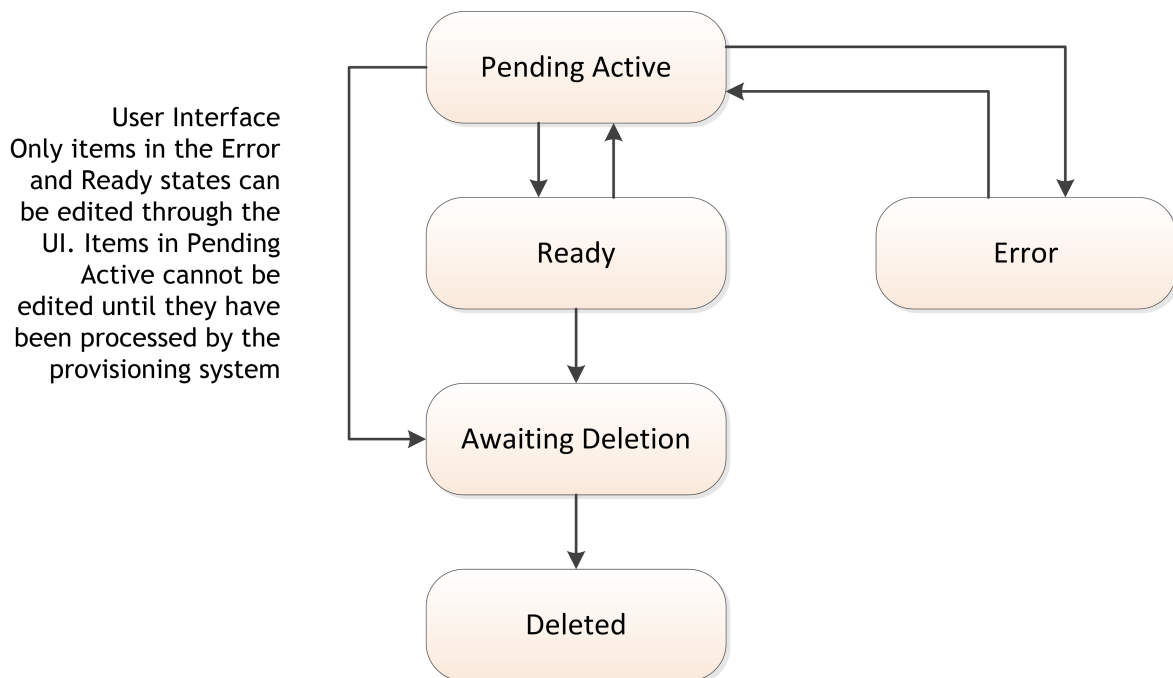 Pending Active
User Interface
Only items in the Error
and Ready states can
be edited through the
UI. Items in Pending
Active cannot be
edited until they have
been processed by the
provisioning system
Ready
Error
Awaiting Deletion
Deleted